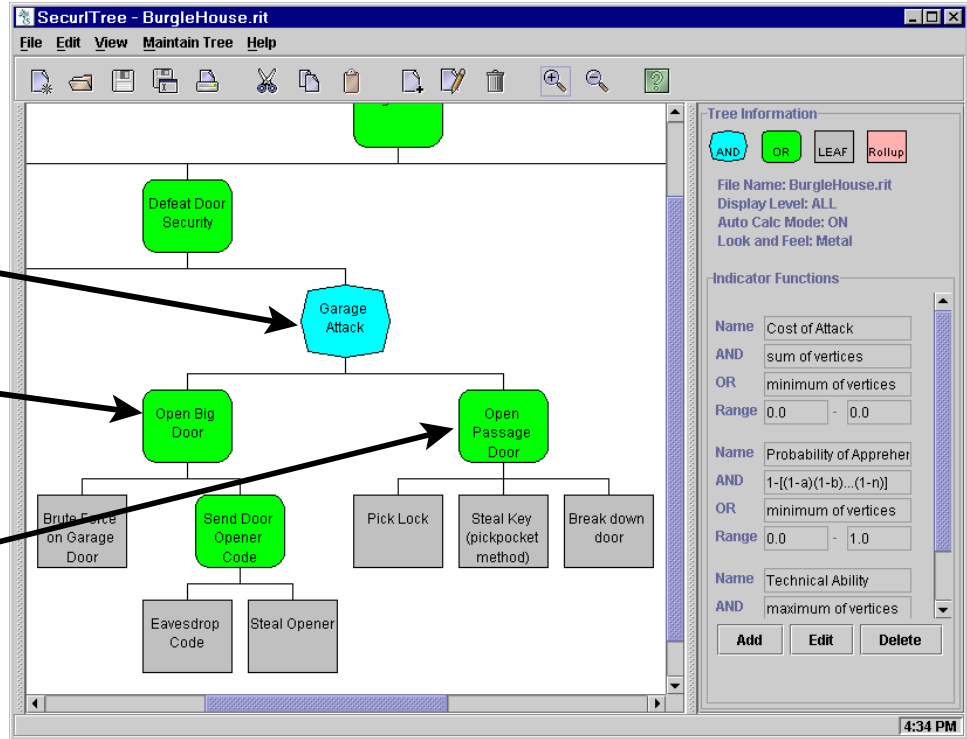 SecurITree - BurgleHouse.rit
File Edit View Maintain Tree Help
Defeat Door
Security
Garage
Attack
Open Big
Door
Open
Passage
Door
Brute Force
on Garage
Door
Send Door
Opener
Code
Pick Lock
Steal Key
(pickpocket
method)
Break down
door
Eavesdrop
Code
Steal Opener
Tree Information
AND OR LEAF Rollup
File Name: BurgleHouse.rit
Display Level: ALL
Auto Calc Mode: ON
Look and Feel: Metal
Indicator Functions
Name Cost of Attack
AND sum of vertices
OR minimum of vertices
Range 0.0 - 0.0
Name Probability of Appreher
AND 1-[(1-a)(1-b)...(1-n)]
OR minimum of vertices
Range 0.0 - 1.0
Name Technical Ability
AND maximum of vertices
Add Edit Delete
4:34 PM